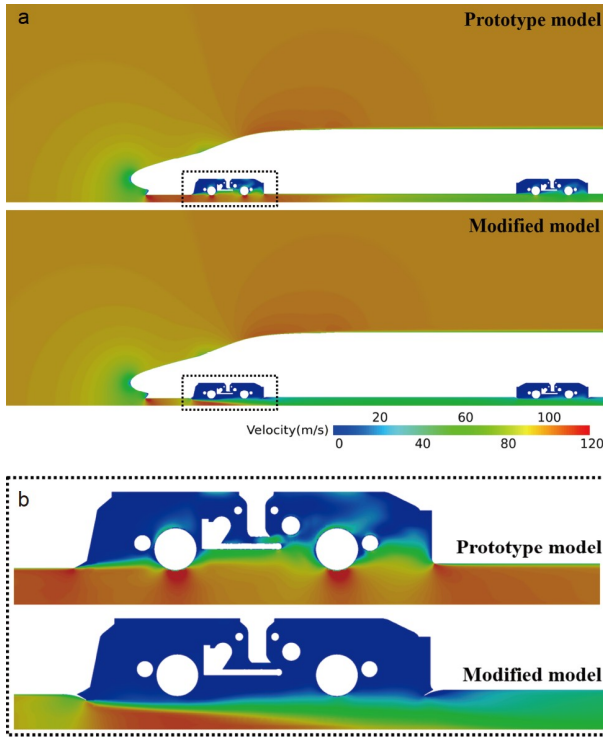 a
Prototype model
Modified model
20 60 100
Velocity(m/s)
0 40 80 120
b
Prototype model
Modified model